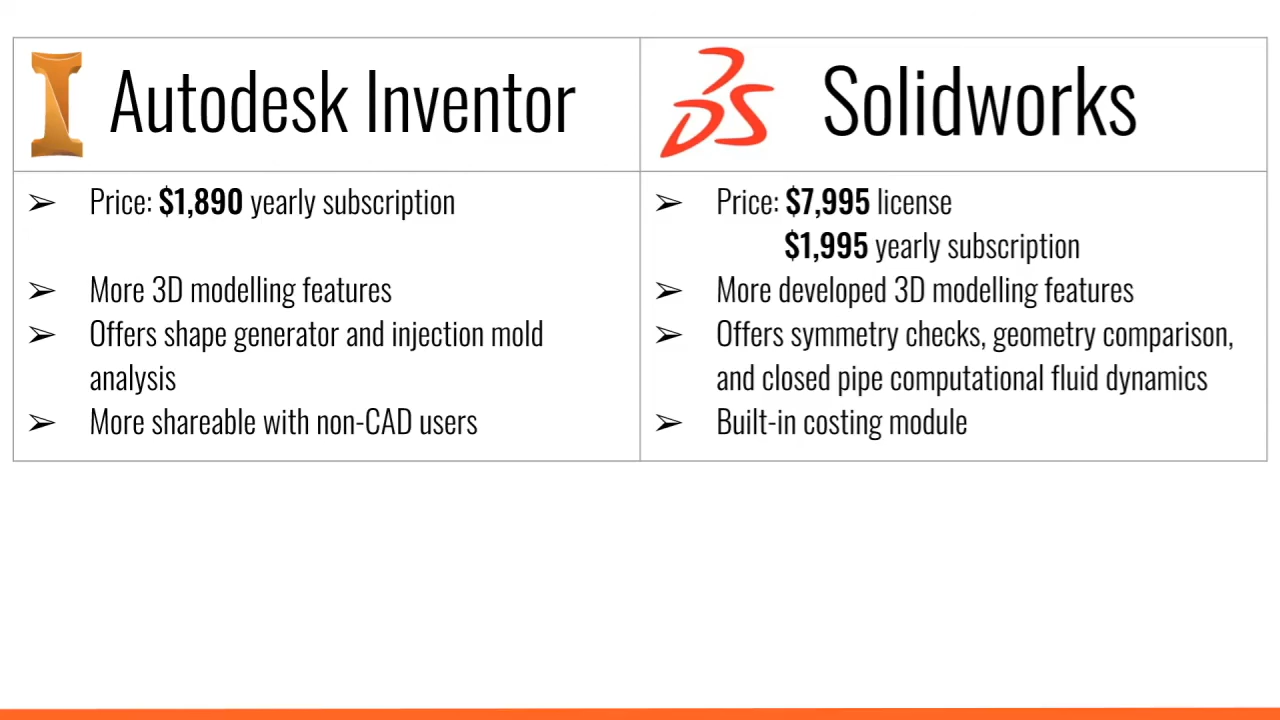 Autodesk Inventor
➢ Price: $1,890 yearly subscription
➢ More 3D modelling features
➢ Offers shape generator and injection mold
analysis
➢ More shareable with non-CAD users
DS Solidworks
➢ Price: $7,995 license
$1,995 yearly subscription
➢ More developed 3D modelling features
➢ Offers symmetry checks, geometry comparison,
and closed pipe computational fluid dynamics
➢ Built-in costing module